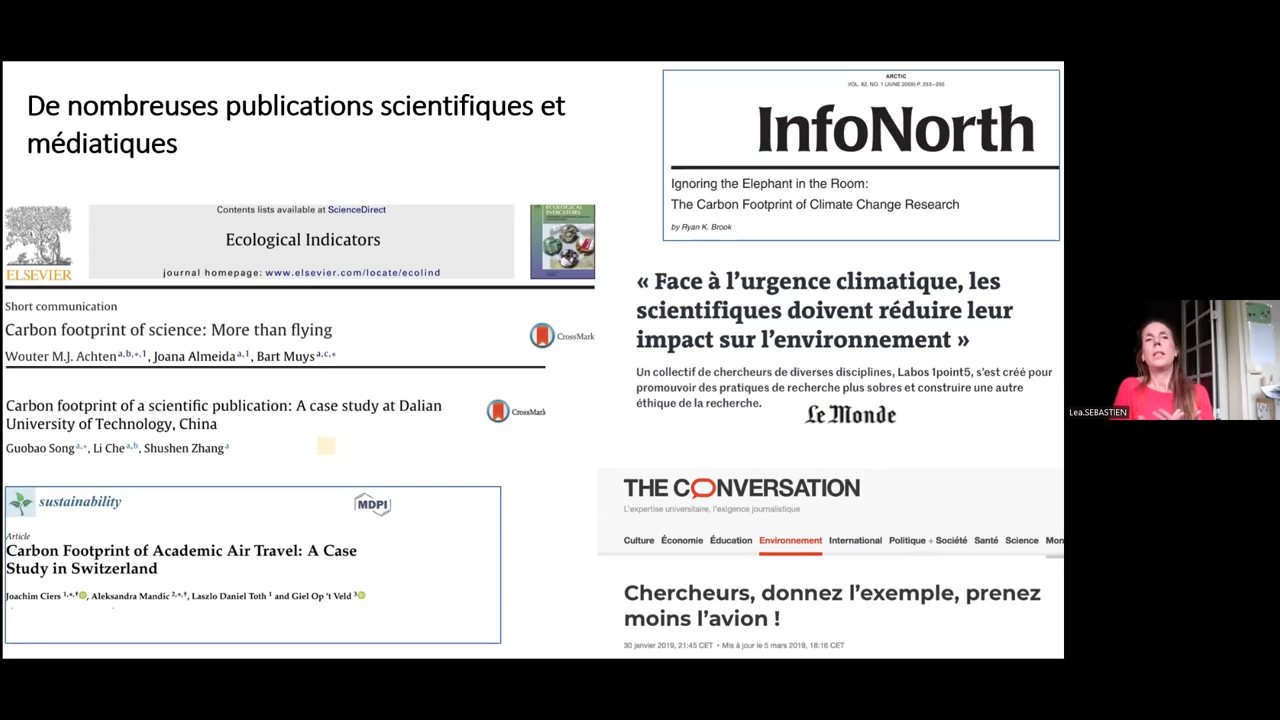 De nombreuses publications scientifiques et
médiatiques
ELSEVIER
Contents lists available at ScienceDirect
Ecological Indicators
journal homepage: www.elsevier.com/locate/ecolind
ECOLOGICAL
INDICATORS
Short communication
Carbon footprint of science: More than flying
CrossMark
Wouter M.J. Achten a,b,*,1, Joana Almeida a,1, Bart Muys a,c,*
Carbon footprint of a scientific publication: A case study at Dalian
University of Technology, China
CrossMark
Guobao Song a,*, Li Che a,b, Shushen Zhang a
sustainability
MDPI
Article
Carbon Footprint of Academic Air Travel: A Case
Study in Switzerland
Joachim Ciers 1,*,†, Aleksandra Mandic 2,*,†, Laszlo Daniel Toth 1 and Giel Op 't Veld 3
ARCTIC
VOL. 62, NO. 1 (JUNE 2009) P. 253–255
InfoNorth
Ignoring the Elephant in the Room:
The Carbon Footprint of Climate Change Research
by Ryan K. Brook
« Face à l’urgence climatique, les
scientifiques doivent réduire leur
impact sur l’environnement »
Un collectif de chercheurs de diverses disciplines, Labos 1point5, s’est créé pour
promouvoir des pratiques de recherche plus sobres et construire une autre
éthique de la recherche.
Le Monde
THE CONVERSATION
L’expertise universitaire, l’exigence journalistique
Culture Économie Éducation Environnement International Politique + Société Santé Science Mon
Chercheurs, donnez l’exemple, prenez
moins l’avion !
30 janvier 2019, 21:45 CET • Mis à jour le 5 mars 2019, 18:16 CET
Lea.SEBASTIEN